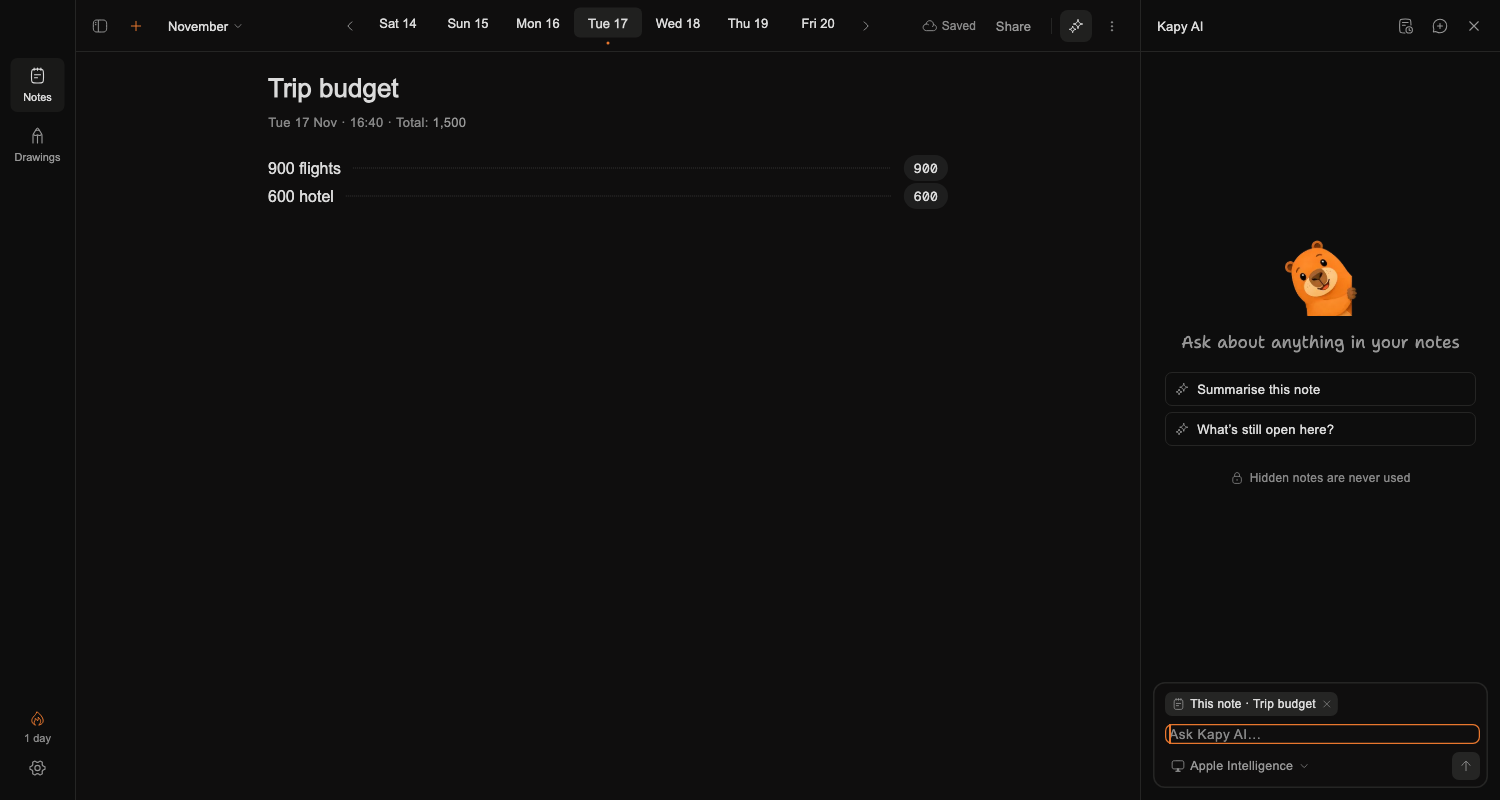 November
Sat 14
Sun 15
Mon 16
Tue 17
Wed 18
Thu 19
Fri 20
Saved
Share
Kapy AI
Notes
Drawings
Trip budget
Tue 17 Nov · 16:40 · Total: 1,500
900 flights 900
600 hotel 600
Ask about anything in your notes
Summarise this note
What's still open here?
Hidden notes are never used
This note · Trip budget
Ask Kapy AI…
Apple Intelligence
1 day